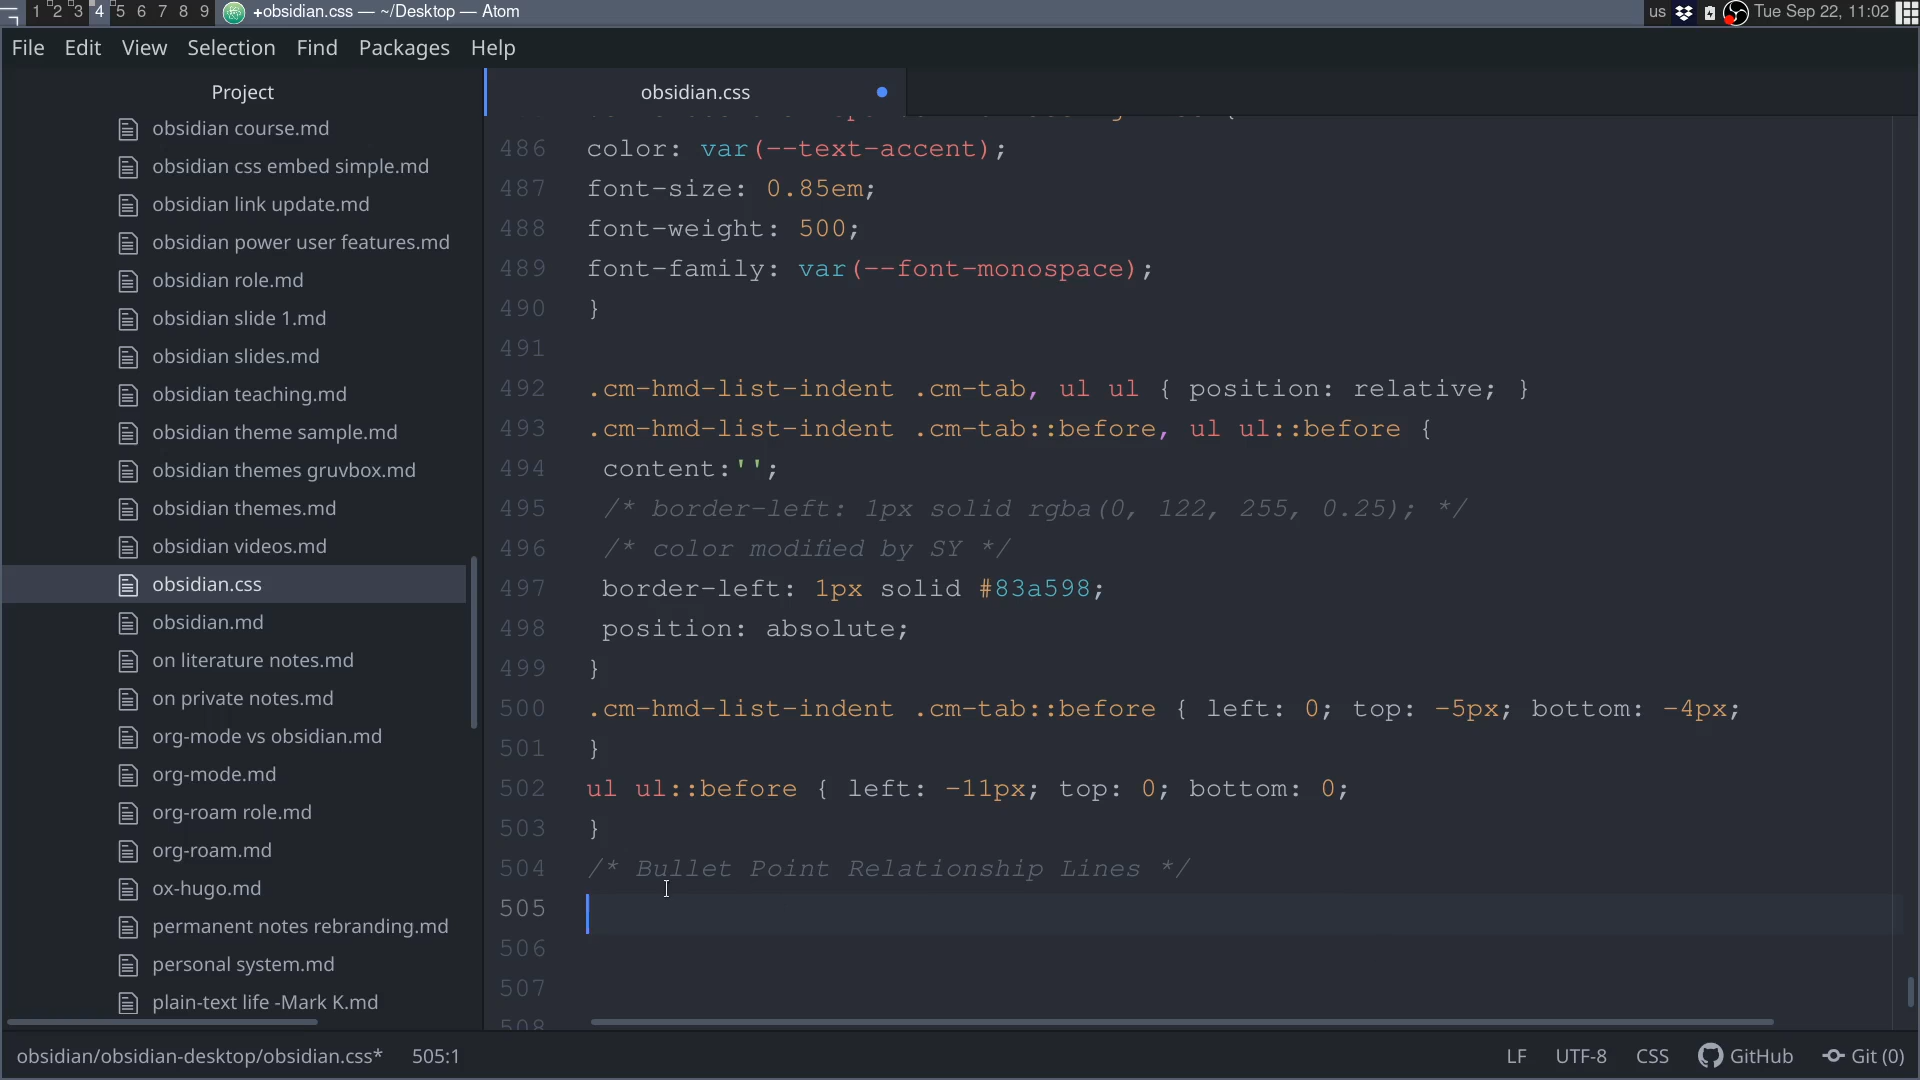 1 2 3 4 5 6 7 8 9 +obsidian.css — ~/Desktop — Atom
us Tue Sep 22, 11:02
File Edit View Selection Find Packages Help
Project
obsidian course.md
obsidian css embed simple.md
obsidian link update.md
obsidian power user features.md
obsidian role.md
obsidian slide 1.md
obsidian slides.md
obsidian teaching.md
obsidian theme sample.md
obsidian themes gruvbox.md
obsidian themes.md
obsidian videos.md
obsidian.css
obsidian.md
on literature notes.md
on private notes.md
org-mode vs obsidian.md
org-mode.md
org-roam role.md
org-roam.md
ox-hugo.md
permanent notes rebranding.md
personal system.md
plain-text life -Mark K.md
obsidian.css
486 color: var(--text-accent);
487 font-size: 0.85em;
488 font-weight: 500;
489 font-family: var(--font-monospace);
490 }
491
492 .cm-hmd-list-indent .cm-tab, ul ul { position: relative; }
493 .cm-hmd-list-indent .cm-tab::before, ul ul::before {
494 content:'';
495 /* border-left: 1px solid rgba(0, 122, 255, 0.25); */
496 /* color modified by SY */
497 border-left: 1px solid #83a598;
498 position: absolute;
499 }
500 .cm-hmd-list-indent .cm-tab::before { left: 0; top: -5px; bottom: -4px;
501 }
502 ul ul::before { left: -11px; top: 0; bottom: 0;
503 }
504 /* Bullet Point Relationship Lines */
505
506
507
508
obsidian/obsidian-desktop/obsidian.css* 505:1
LF UTF-8 CSS GitHub Git (0)